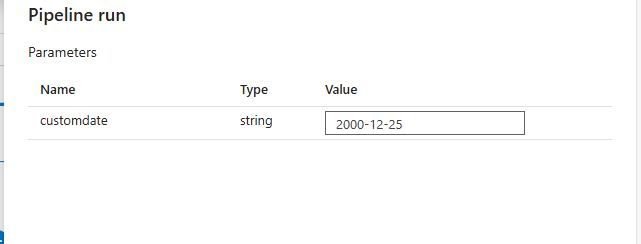 Pipeline run
Parameters
Name Type Value
customdate string 2000-12-25